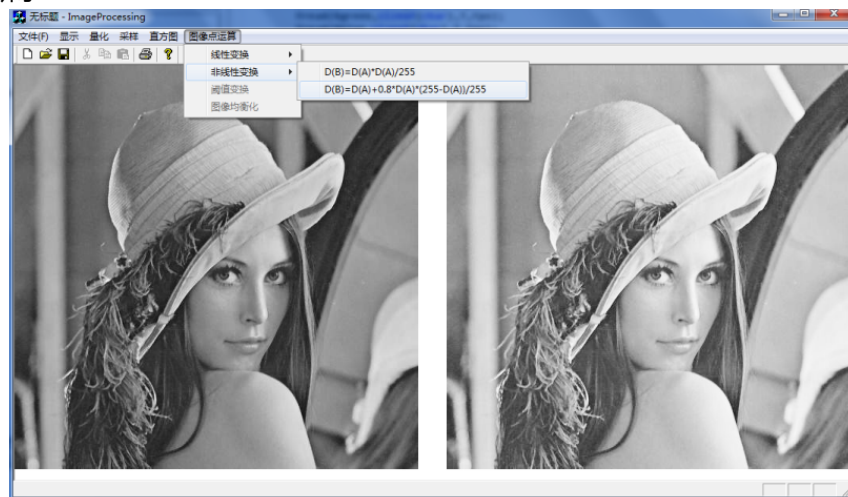 无标题 - ImageProcessing
文件(F) 显示 量化 采样 直方图 图像点运算
线性变换
非线性变换
阈值变换
图像均衡化
D(B)=D(A)*D(A)/255
D(B)=D(A)+0.8*D(A)*(255-D(A))/255